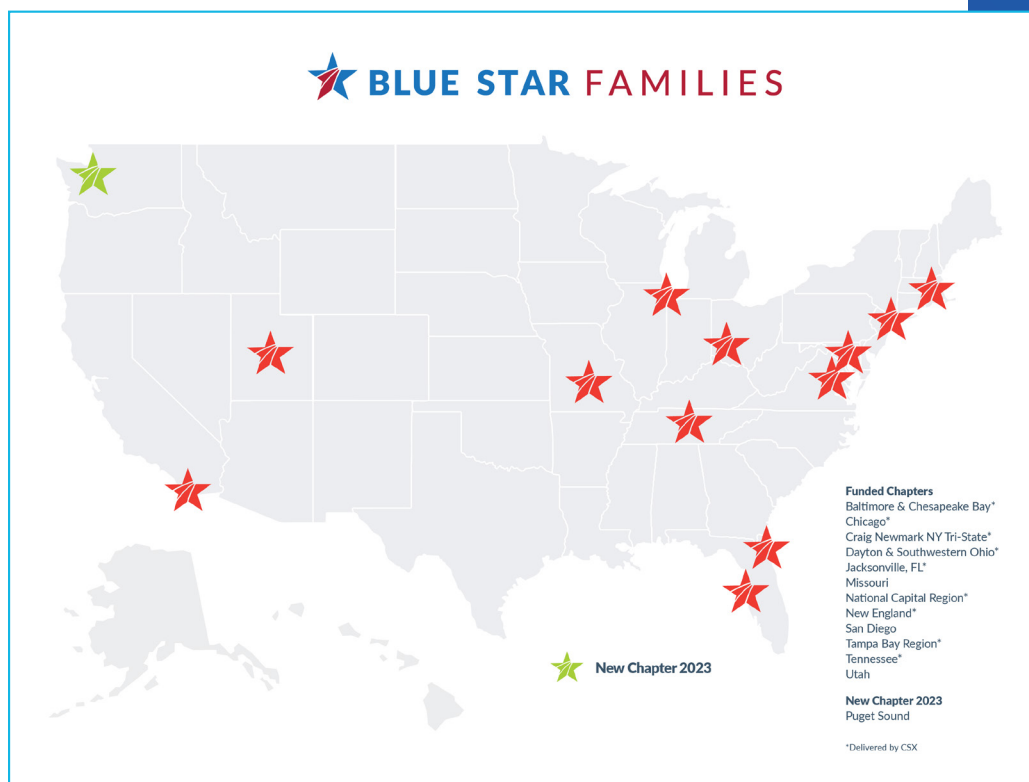 BLUE STAR FAMILIES
New Chapter 2023
Funded Chapters
Baltimore & Chesapeake Bay*
Chicago*
Craig Newmark NY Tri-State*
Dayton & Southwestern Ohio*
Jacksonville, FL*
Missouri
National Capital Region*
New England*
San Diego
Tampa Bay Region*
Tennessee*
Utah
New Chapter 2023
Puget Sound
*Delivered by CSX